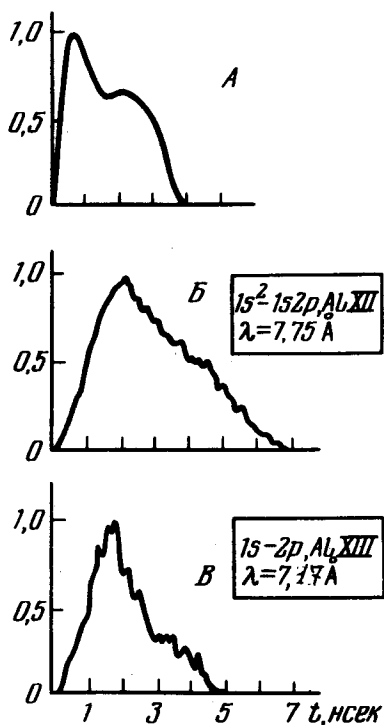 1,0
А
0,5
0
1,0
Б
1s²-1s2p, Al XII
λ=7,75 Å
0,5
0
1,0
1s-2p, Al XIII
В
λ=7,17 Å
0,5
0
1 3 5 7 t, нсек